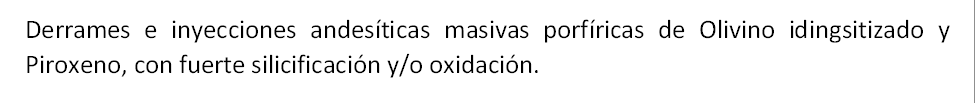 Derrames e inyecciones andesíticas masivas porfíricas de Olivino idingsitizado y
Piroxeno, con fuerte silicificación y/o oxidación.